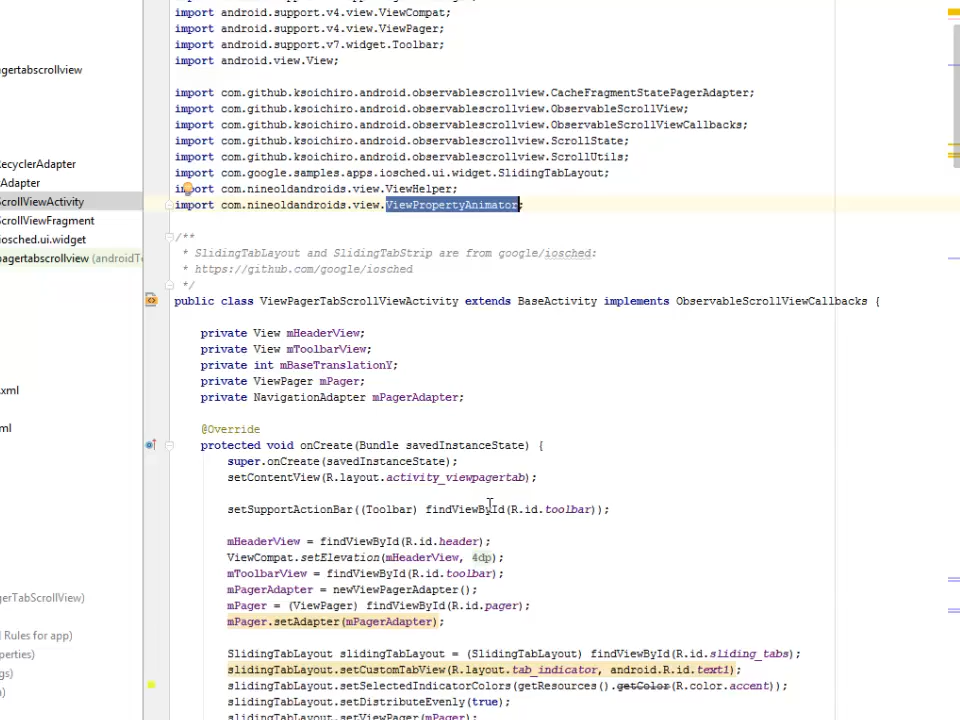 import android.support.v4.view.ViewCompat;
import android.support.v4.view.ViewPager;
import android.support.v7.widget.Toolbar;
import android.view.View;
import com.github.ksoichiro.android.observablescrollview.CacheFragmentStatePagerAdapter;
import com.github.ksoichiro.android.observablescrollview.ObservableScrollView;
import com.github.ksoichiro.android.observablescrollview.ObservableScrollViewCallbacks;
import com.github.ksoichiro.android.observablescrollview.ScrollState;
import com.github.ksoichiro.android.observablescrollview.ScrollUtils;
import com.google.samples.apps.iosched.ui.widget.SlidingTabLayout;
import com.nineoldandroids.view.ViewHelper;
import com.nineoldandroids.view.ViewPropertyAnimator;
/**
* SlidingTabLayout and SlidingTabStrip are from google/iosched:
* https://github.com/google/iosched
*/
public class ViewPagerTabScrollViewActivity extends BaseActivity implements ObservableScrollViewCallbacks {
private View mHeaderView;
private View mToolbarView;
private int mBaseTranslationY;
private ViewPager mPager;
private NavigationAdapter mPagerAdapter;
@Override
protected void onCreate(Bundle savedInstanceState) {
super.onCreate(savedInstanceState);
setContentView(R.layout.activity_viewpagertab);
setSupportActionBar((Toolbar) findViewById(R.id.toolbar));
mHeaderView = findViewById(R.id.header);
ViewCompat.setElevation(mHeaderView, 4dp);
mToolbarView = findViewById(R.id.toolbar);
mPagerAdapter = newViewPagerAdapter();
mPager = (ViewPager) findViewById(R.id.pager);
mPager.setAdapter(mPagerAdapter);
SlidingTabLayout slidingTabLayout = (SlidingTabLayout) findViewById(R.id.sliding_tabs);
slidingTabLayout.setCustomTabView(R.layout.tab_indicator, android.R.id.text1);
slidingTabLayout.setSelectedIndicatorColors(getResources().getColor(R.color.accent));
slidingTabLayout.setDistributeEvenly(true);
slidingTabLayout.setViewPager(mPager);
agertabscrollview
ecyclerAdapter
Adapter
ScrollViewActivity
ScrollViewFragment
iosched.ui.widget
pagertabscrollview (androidT
.xml
ml
gerTabScrollView)
Rules for app)
perties)
gs)
)